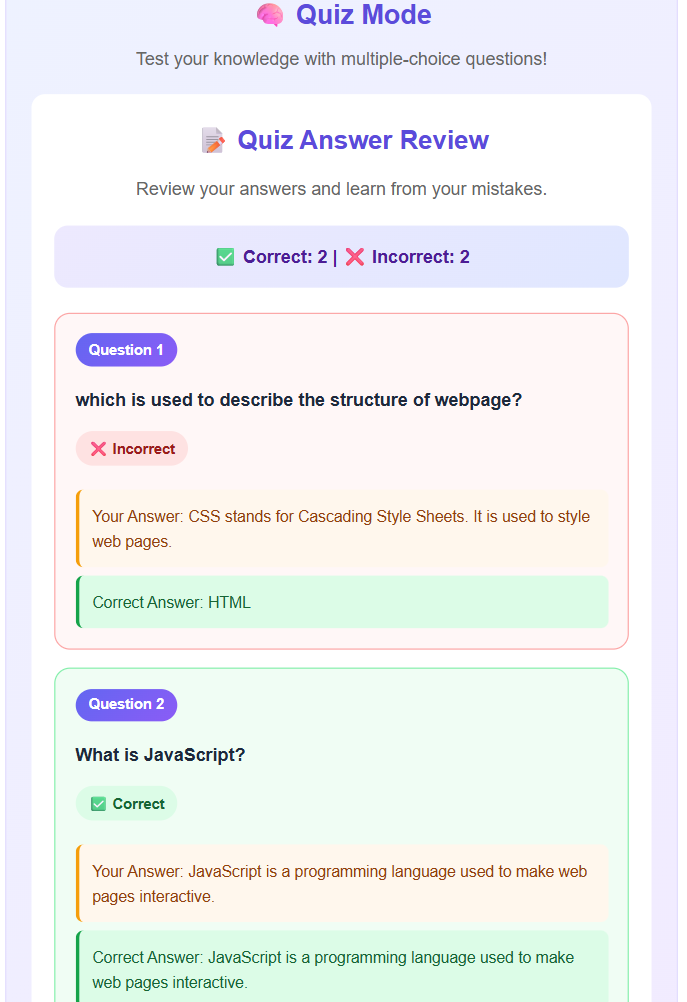 🧠 Quiz Mode
Test your knowledge with multiple-choice questions!
📝 Quiz Answer Review
Review your answers and learn from your mistakes.
✅ Correct: 2 | ❌ Incorrect: 2
Question 1
which is used to describe the structure of webpage?
❌ Incorrect
Your Answer: CSS stands for Cascading Style Sheets. It is used to style
web pages.
Correct Answer: HTML
Question 2
What is JavaScript?
✅ Correct
Your Answer: JavaScript is a programming language used to make web
pages interactive.
Correct Answer: JavaScript is a programming language used to make
web pages interactive.